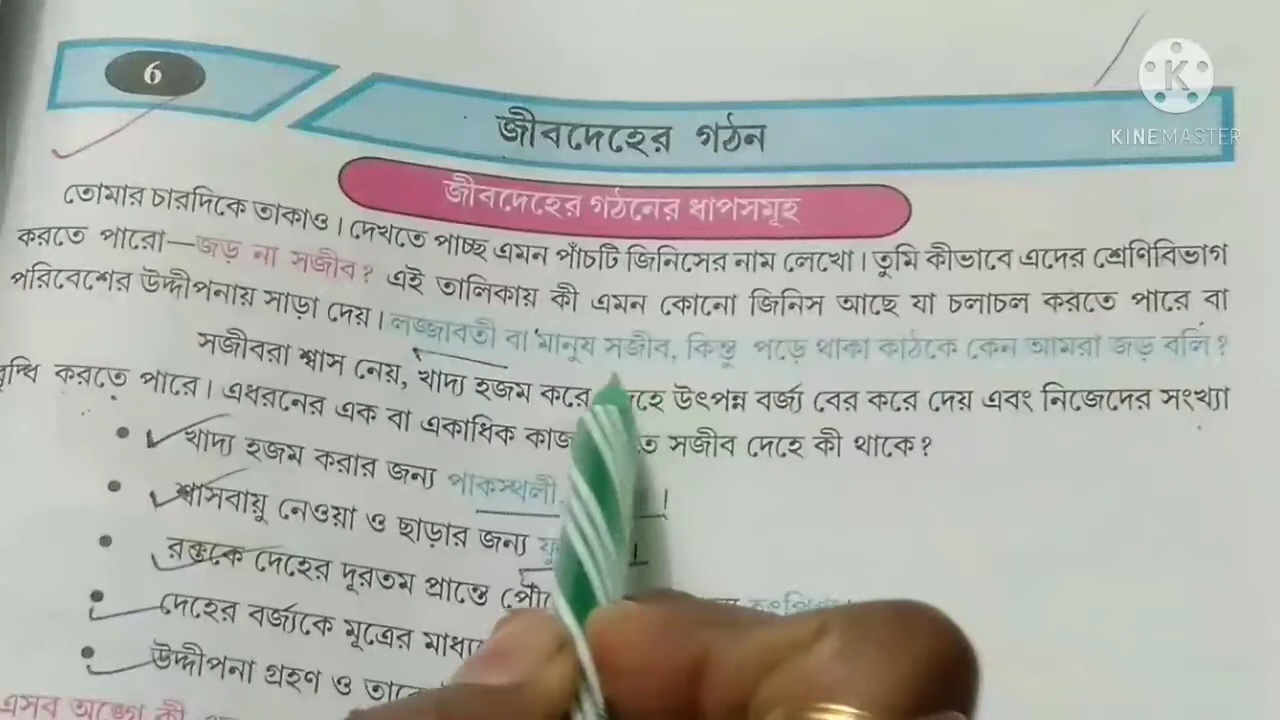 6
KINEMASTER
জীবদেহের গঠন
জীবদেহের গঠনের ধাপসমূহ
তোমার চারদিকে তাকাও। দেখতে পাচ্ছ এমন পাঁচটি জিনিসের নাম লেখো। তুমি কীভাবে এদের শ্রেণিবিভাগ
করতে পারো—জড় না সজীব? এই তালিকায় কী এমন কোনো জিনিস আছে যা চলাচল করতে পারে বা
পরিবেশের উদ্দীপনায় সাড়া দেয়। লজ্জাবতী বা মানুষ সজীব, কিন্তু পড়ে থাকা কাঠকে কেন আমরা জড় বলি?
সজীবরা শ্বাস নেয়, খাদ্য হজম করে উৎপন্ন বর্জ্য বের করে দেয় এবং নিজেদের সংখ্যা
বৃদ্ধি করতে পারে। এধরনের এক বা একাধিক কাজ সজীব দেহে কী থাকে?
• খাদ্য হজম করার জন্য পাকস্থলী
• শ্বাসবায়ু নেওয়া ও ছাড়ার জন্য
• রক্তকে দেহের দূরতম প্রান্তে
• দেহের বর্জ্যকে মূত্রের
• উদ্দীপনা গ্রহণ ও
এসব অঙ্গে কী